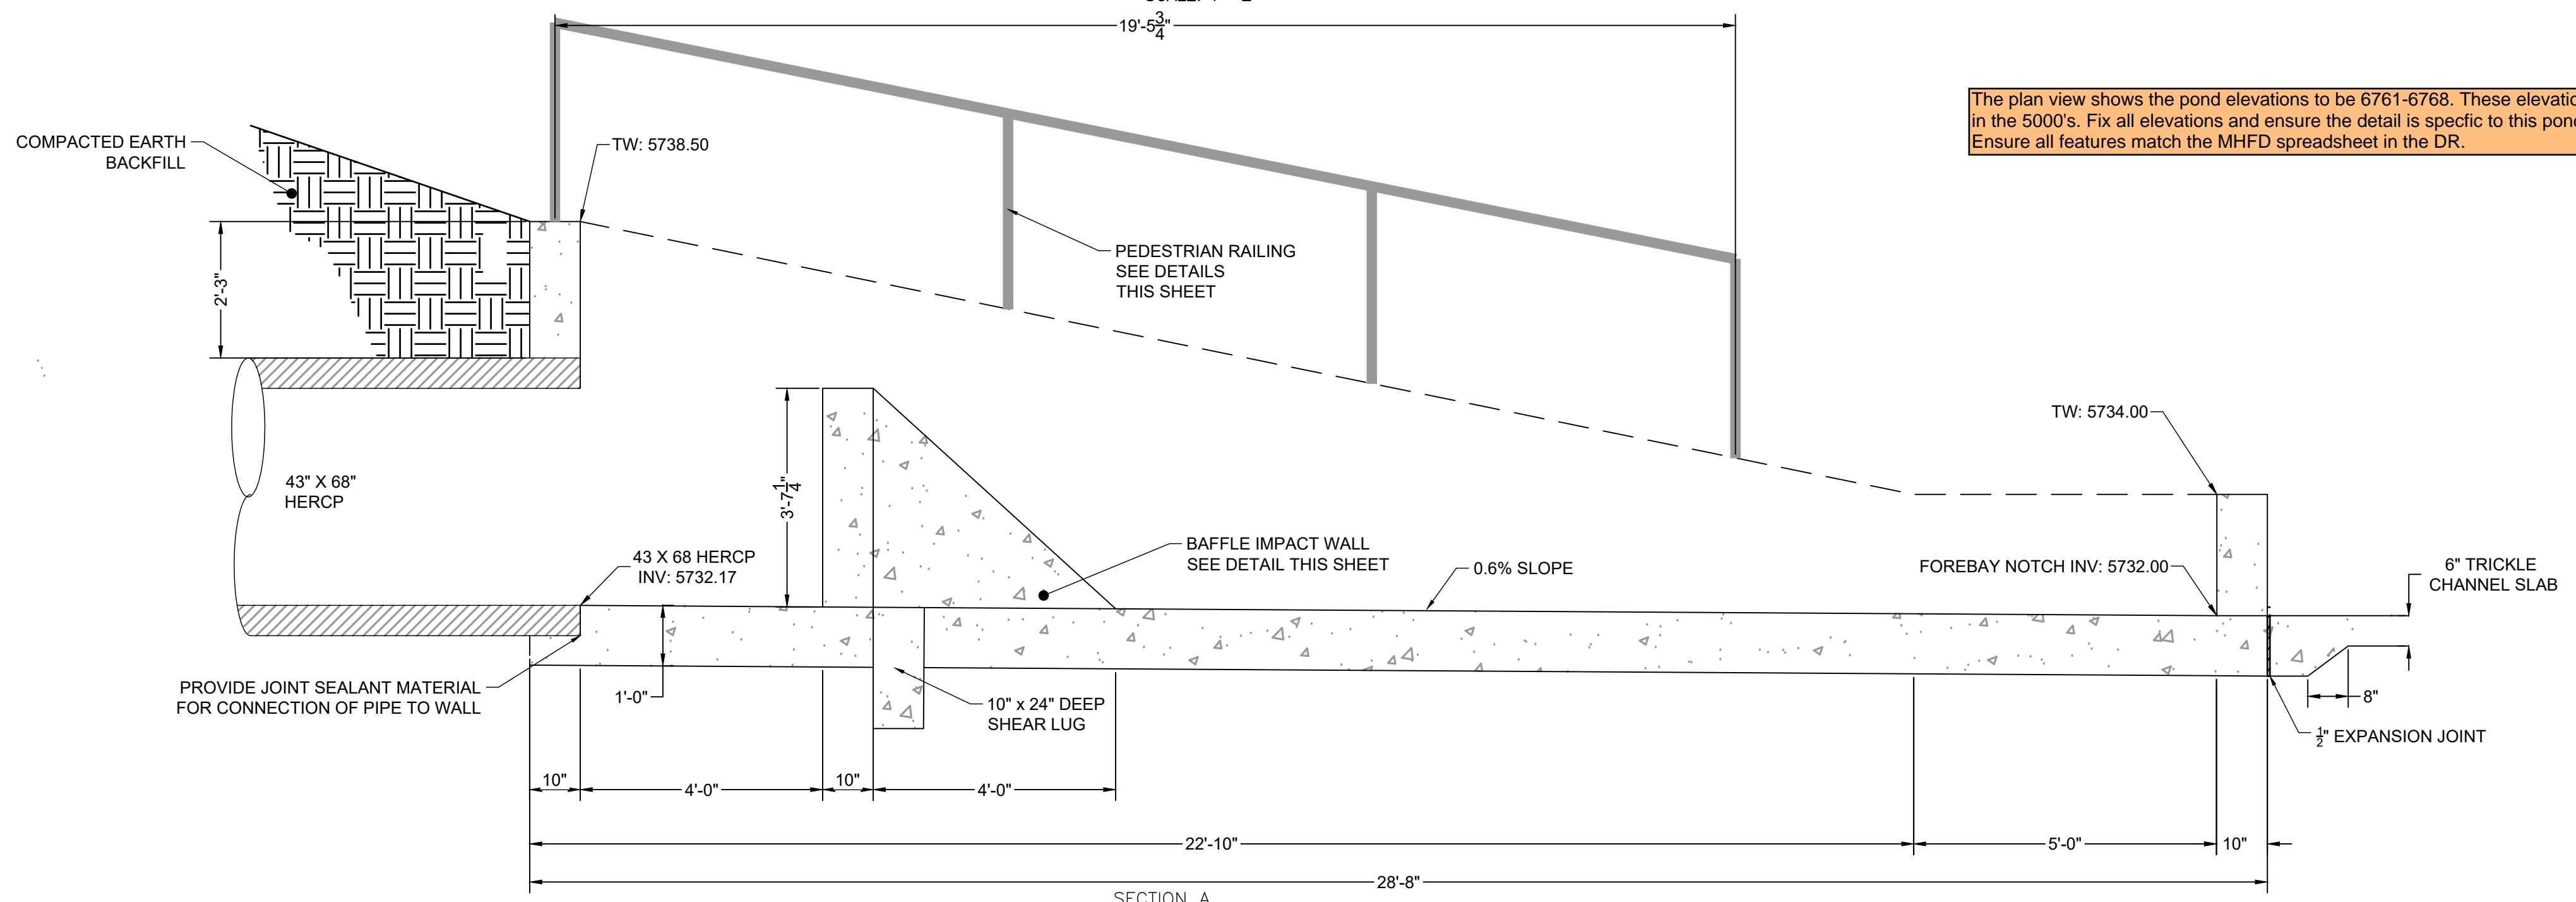 19'-5 3/4"
The plan view shows the pond elevations to be 6761-6768. These
in the 5000's. Fix all elevations and ensure the detail is specfic to this
Ensure all features match the MHFD spreadsheet in the DR.
COMPACTED EARTH
BACKFILL
TW: 5738.50
PEDESTRIAN RAILING
SEE DETAILS
THIS SHEET
2'-3"
TW: 5734.00
43" X 68"
HERCP
3'-7 1/4"
43 X 68 HERCP
INV: 5732.17
BAFFLE IMPACT WALL
SEE DETAIL THIS SHEET
0.6% SLOPE
FOREBAY NOTCH INV: 5732.00
6" TRICKLE
CHANNEL SLAB
PROVIDE JOINT SEALANT MATERIAL
FOR CONNECTION OF PIPE TO WALL
1'-0"
10" x 24" DEEP
SHEAR LUG
8"
1/2" EXPANSION JOINT
10"
4'-0"
10"
4'-0"
22'-10"
5'-0"
10"
28'-8"
SECTION A